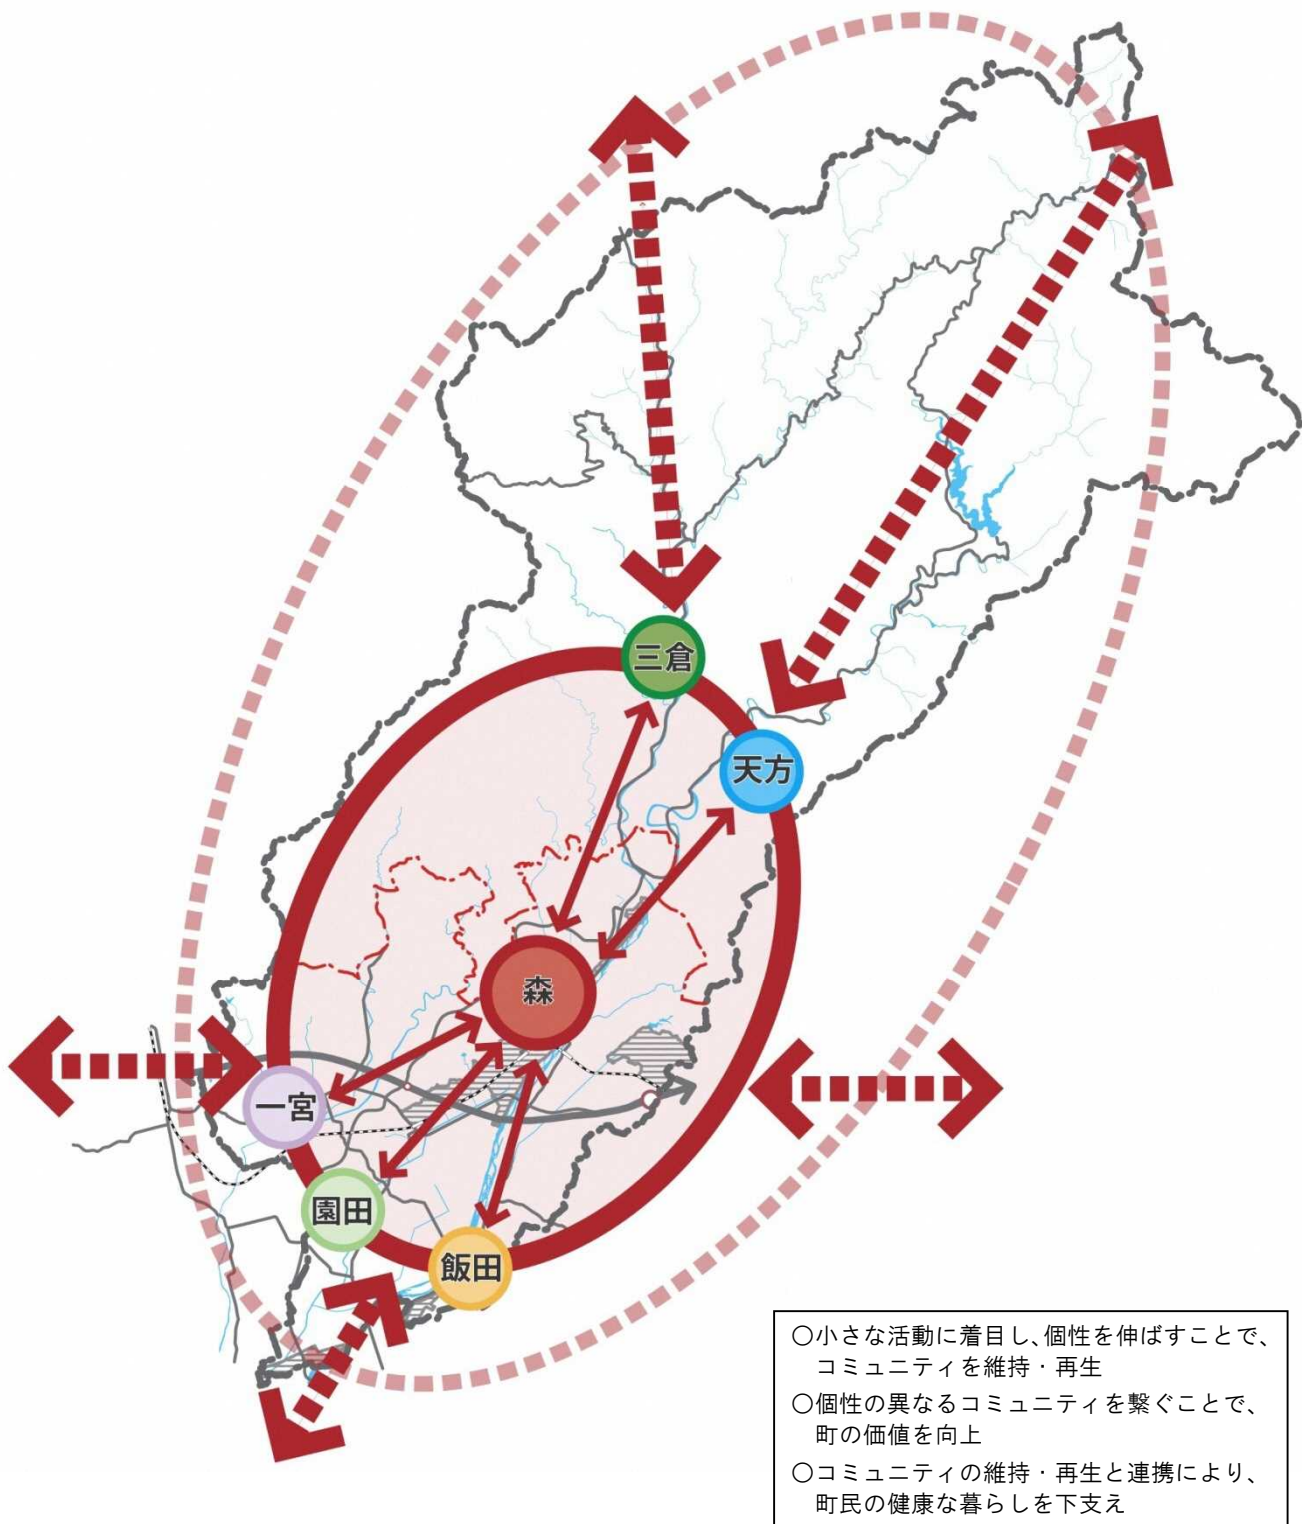 三倉
天方
森
一宮
園田
飯田
〇小さな活動に着目し、個性を伸ばすことで、
コミュニティを維持・再生
〇個性の異なるコミュニティを繋ぐことで、
町の価値を向上
〇コミュニティの維持・再生と連携により、
町民の健康な暮らしを下支え